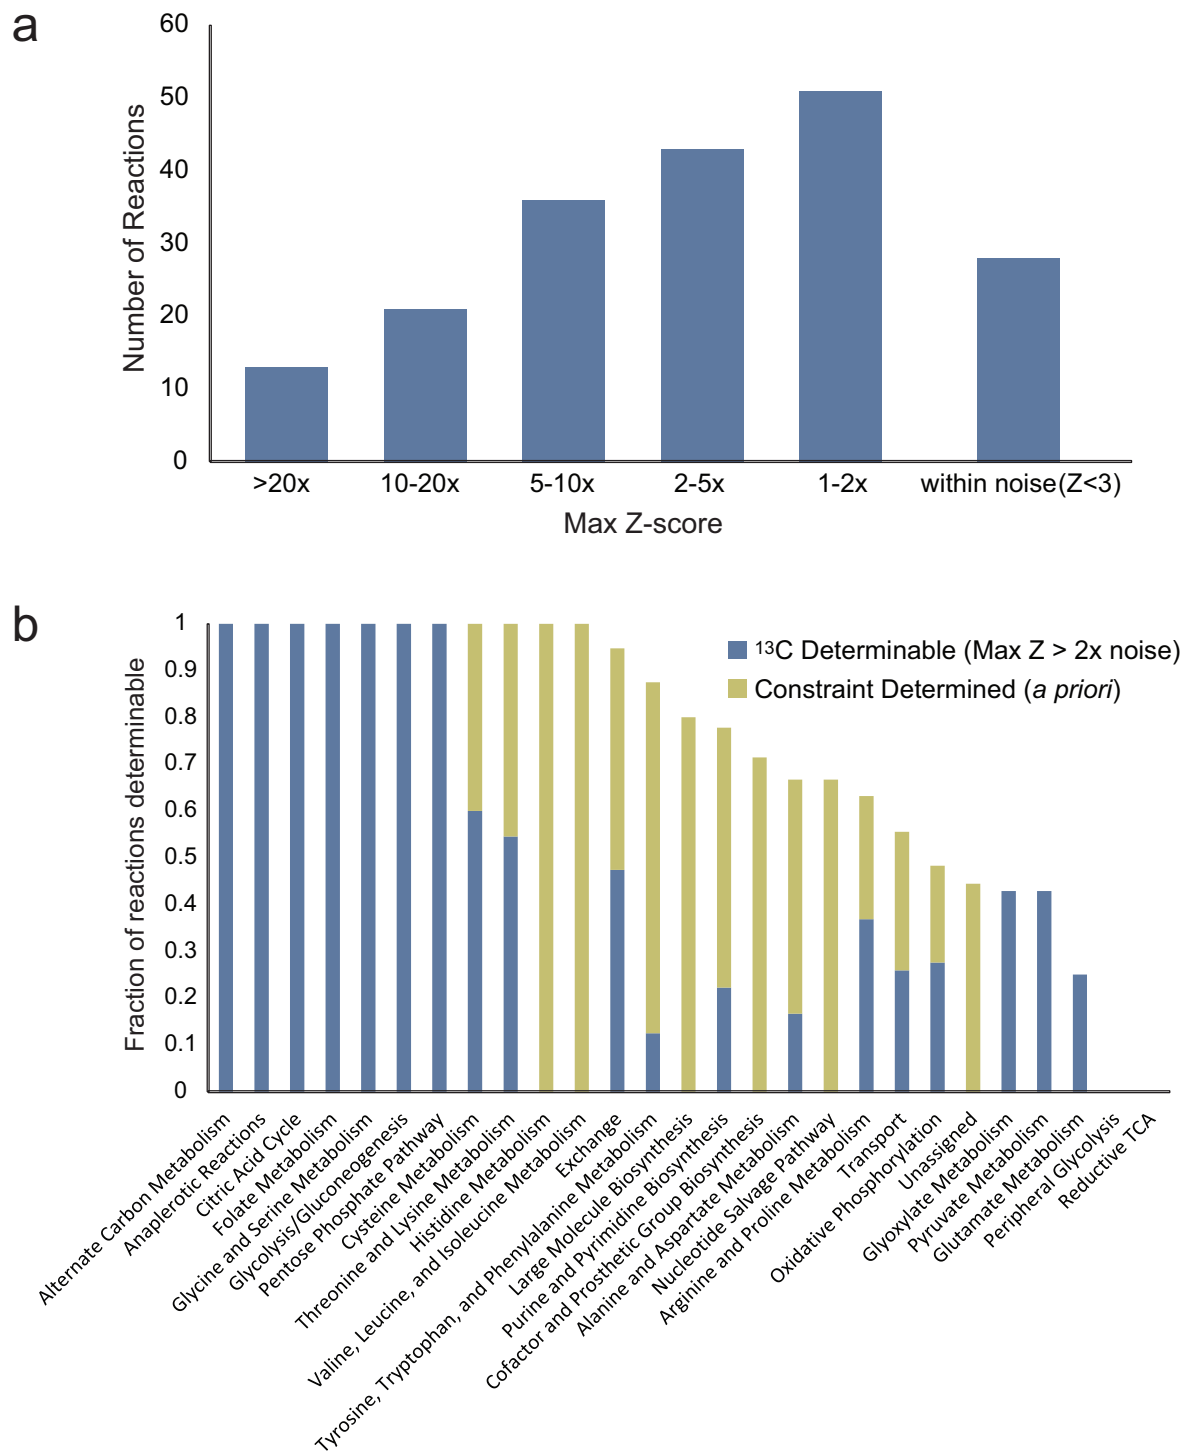 a
60
50
40
30
20
10
0
Number of Reactions
>20x
10-20x
5-10x
2-5x
1-2x
within noise(Z<3)
Max Z-score
b
1
0.9
0.8
0.7
0.6
0.5
0.4
0.3
0.2
0.1
0
Fraction of reactions determinable
¹³C Determinable (Max Z > 2x noise)
Constraint Determined (a priori)
Alternate Carbon Metabolism
Anaplerotic Reactions
Citric Acid Cycle
Folate Metabolism
Glycine and Serine Metabolism
Glycolysis/Gluconeogenesis
Pentose Phosphate Pathway
Cysteine Metabolism
Threonine and Lysine Metabolism
Histidine Metabolism
Valine, Leucine, and Isoleucine Metabolism
Exchange
Tyrosine, Tryptophan, and Phenylalanine Metabolism
Large Molecule Biosynthesis
Purine and Pyrimidine Biosynthesis
Cofactor and Prosthetic Group Biosynthesis
Alanine and Aspartate Metabolism
Nucleotide Salvage Pathway
Arginine and Proline Metabolism
Transport
Oxidative Phosphorylation
Unassigned
Glyoxylate Metabolism
Pyruvate Metabolism
Glutamate Metabolism
Peripheral Glycolysis
Reductive TCA